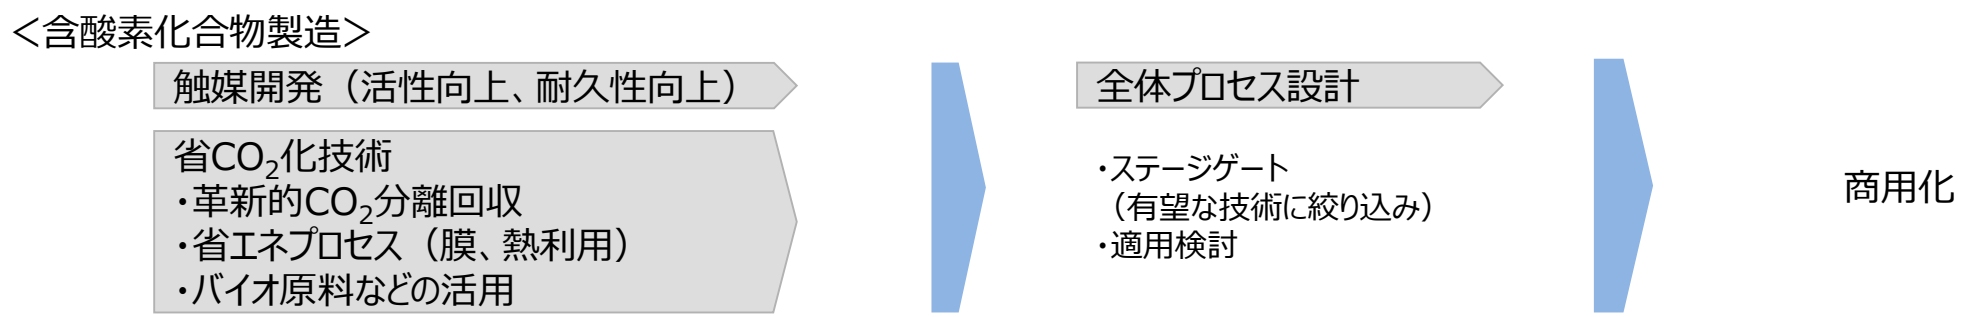 ＜含酸素化合物製造＞
触媒開発（活性向上、耐久性向上）
省CO₂化技術
・革新的CO₂分離回収
・省エネプロセス（膜、熱利用）
・バイオ原料などの活用
全体プロセス設計
・ステージゲート
（有望な技術に絞り込み）
・適用検討
商用化